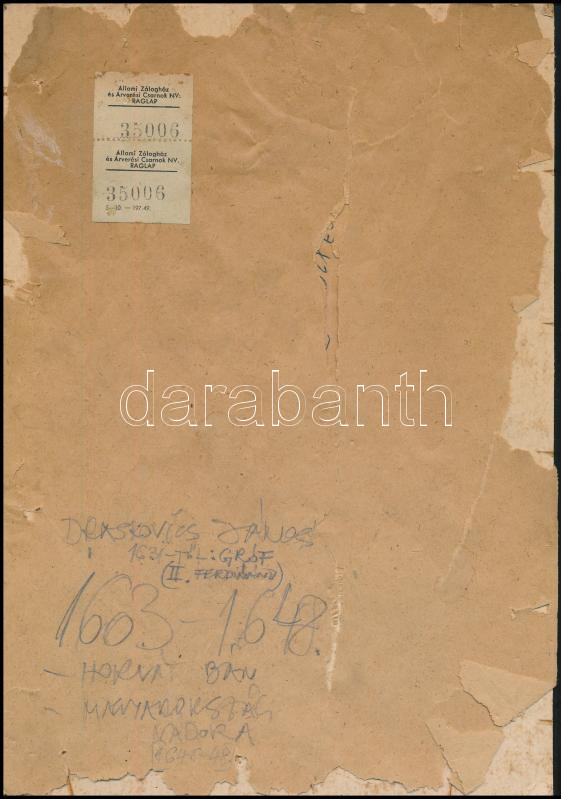 Állami Zálogház
és Árverési Csarnok NV.
RAGLAP
35006
Állami Zálogház
és Árverési Csarnok NV.
RAGLAP
35006
darabanth
DRASKOVICS JÁNOS
1631-TŐL: GRÓF
(II. FERDINÁND)
1603-1648.
- HORVÁT BÁN
- MAGYARORSZÁG
NÁDORA